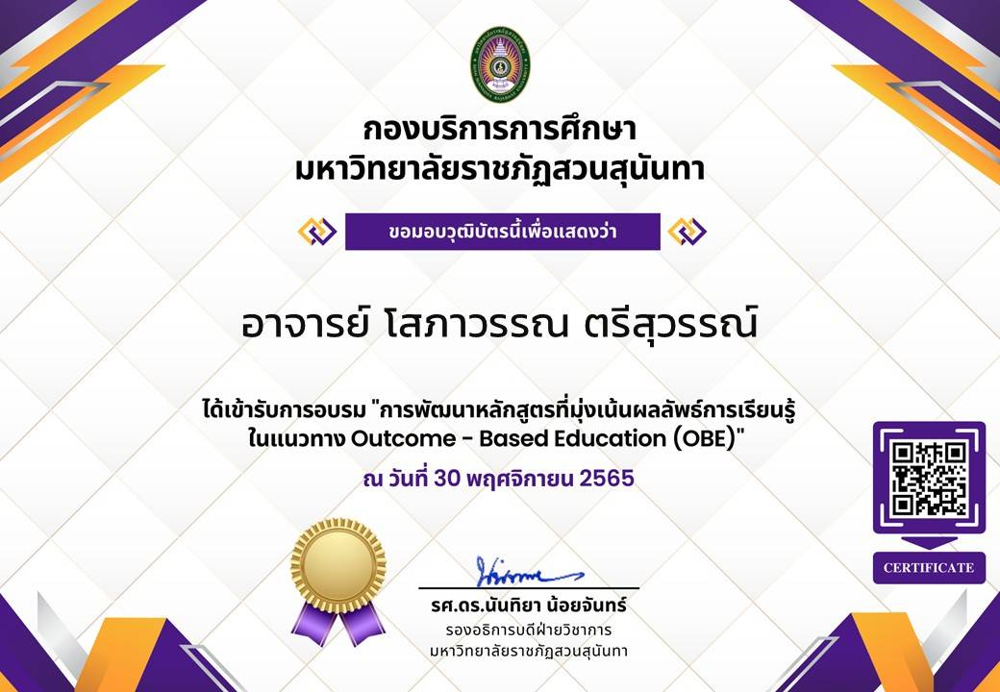 กองบริการการศึกษา
มหาวิทยาลัยราชภัฏสวนสุนันทา
ขอมอบวุฒิบัตรนี้เพื่อแสดงว่า
อาจารย์ โสภาวรรณ ตรีสุวรรณ์
ได้เข้ารับการอบรม "การพัฒนาหลักสูตรที่มุ่งเน้นผลลัพธ์การเรียนรู้
ในแนวทาง Outcome - Based Education (OBE)"
ณ วันที่ 30 พฤศจิกายน 2565
CERTIFICATE
รศ.ดร.นันทิยา น้อยจันทร์
รองอธิการบดีฝ่ายวิชาการ
มหาวิทยาลัยราชภัฏสวนสุนันทา